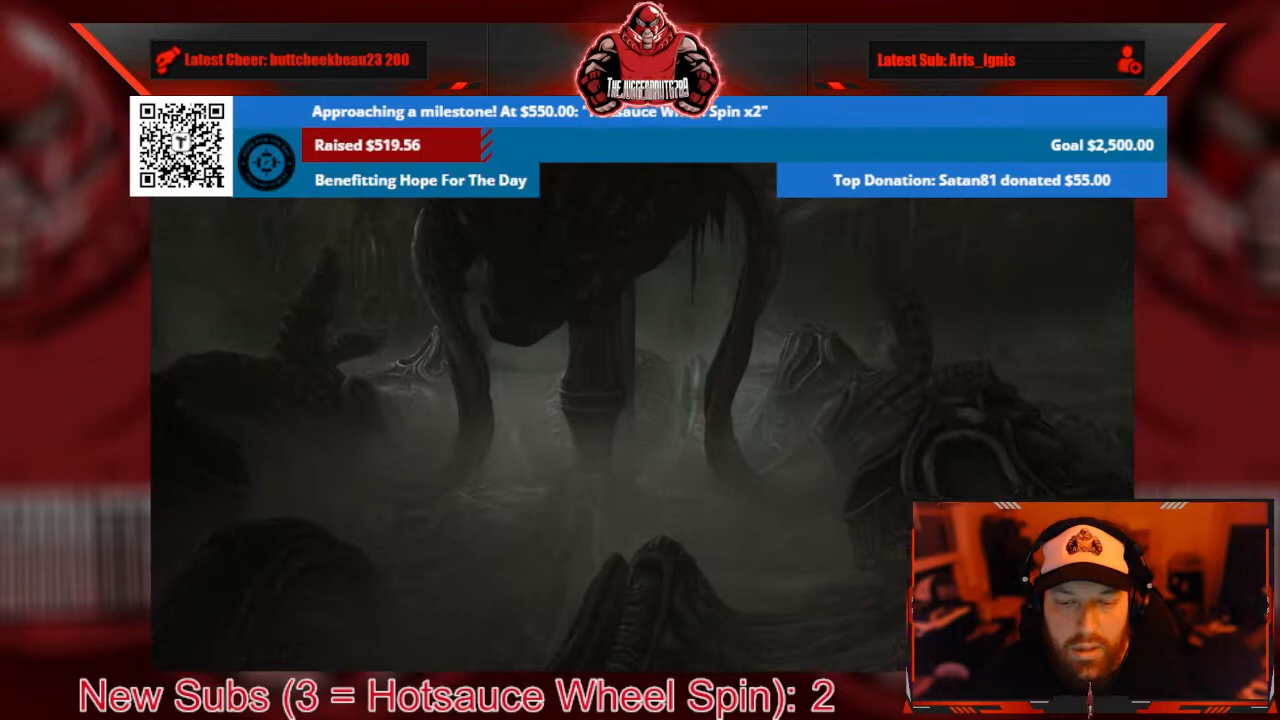 Latest Cheer: buttcheekbeau23 200
THEJUGGERNAUT6789
Latest Sub: Aris_Ignis
Approaching a milestone! At $550.00: " Spin x2"
Raised $519.56
Goal $2,500.00
Benefitting Hope For The Day
Top Donation: Satan81 donated $55.00
New Subs (3 = Hotsauce Wheel Spin): 2